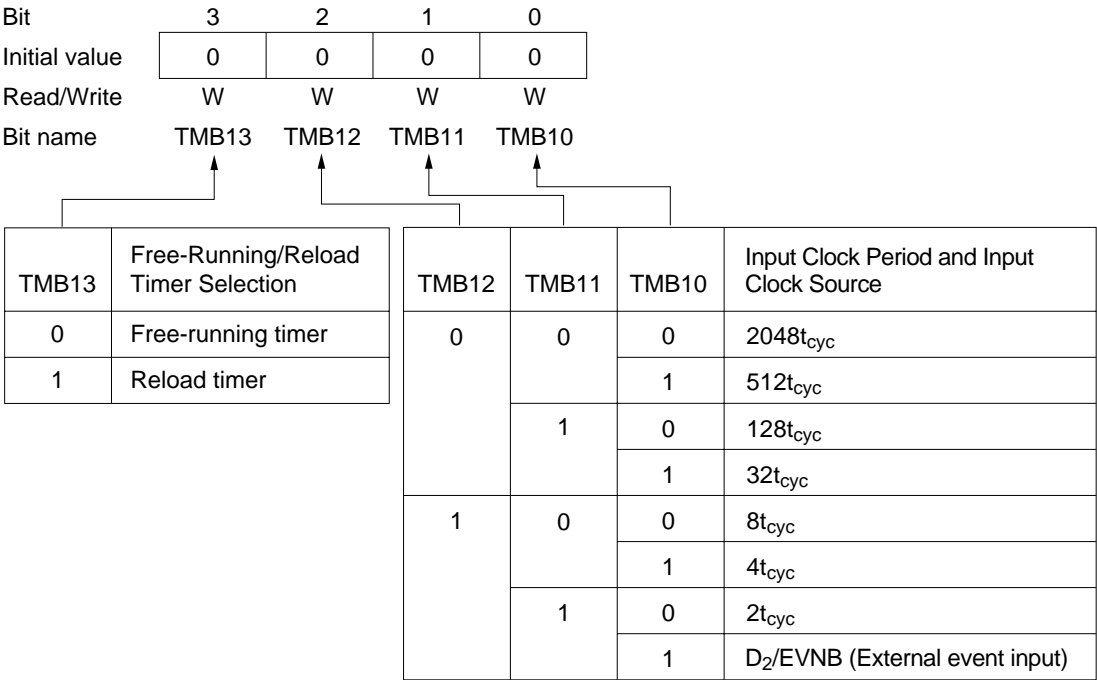 Bit 3 2 1 0
Initial value 0 0 0 0
Read/Write W W W W
Bit name TMB13 TMB12 TMB11 TMB10
TMB13 Free-Running/Reload
Timer Selection
0 Free-running timer
1 Reload timer
TMB12 TMB11 TMB10 Input Clock Period and Input
Clock Source
0 0 0 2048tcyc
1 512tcyc
1 0 128tcyc
1 32tcyc
1 0 0 8tcyc
1 4tcyc
1 0 2tcyc
1 D2/EVNB (External event input)